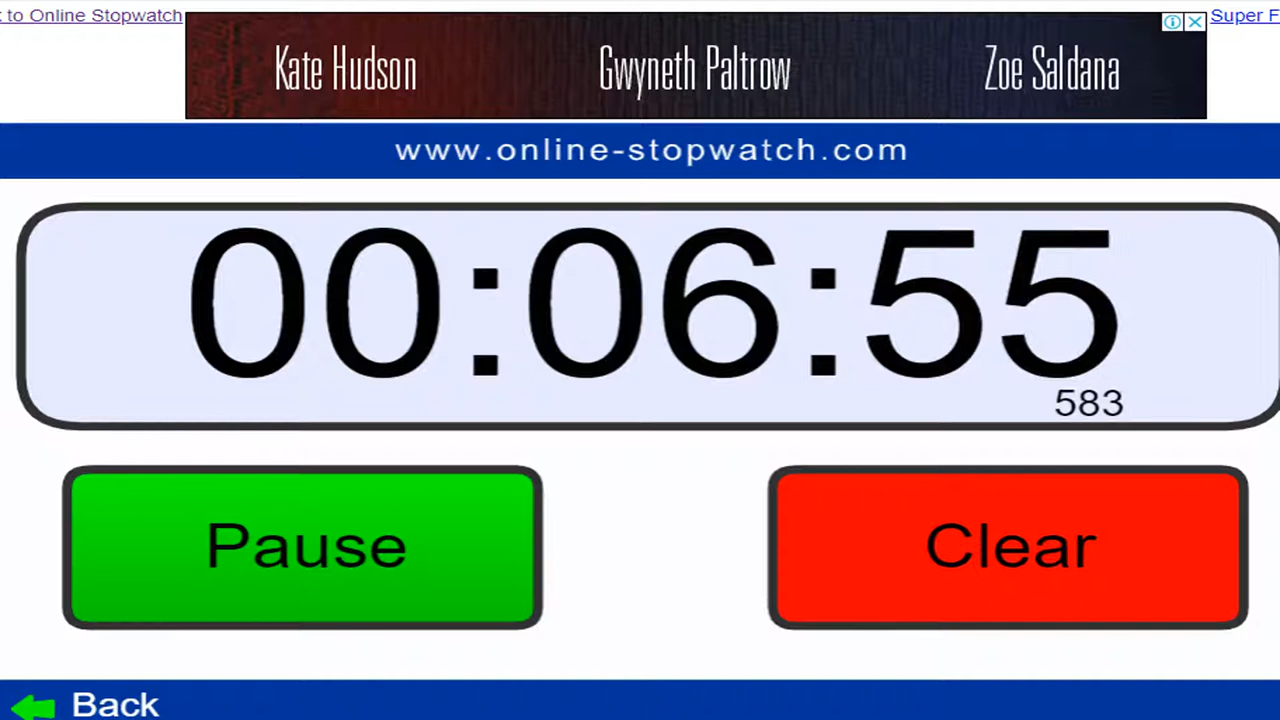 to Online Stopwatch
Kate Hudson Gwyneth Paltrow Zoe Saldana
Super F
www.online-stopwatch.com
00:06:55
583
Pause Clear
Back